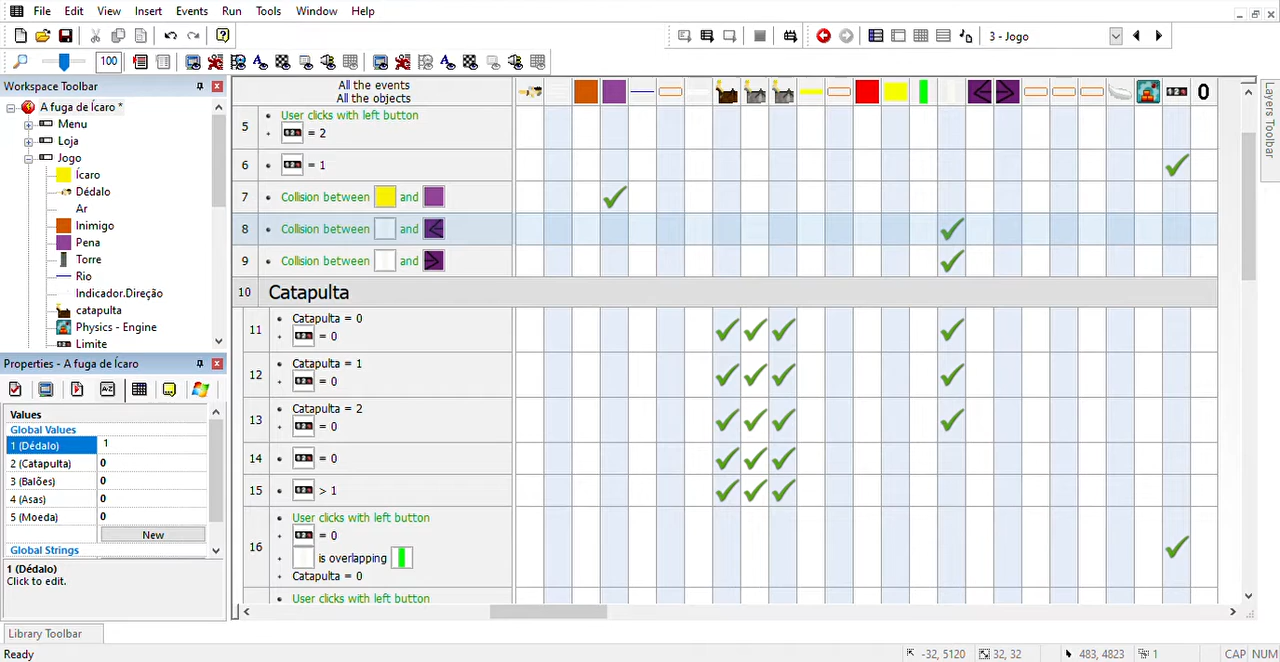 File Edit View Insert Events Run Tools Window Help
3 - Jogo
100
Workspace Toolbar
A fuga de Ícaro *
Menu
Loja
Jogo
Ícaro
Dédalo
Ar
Inimigo
Pena
Torre
Rio
Indicador.Direção
catapulta
Physics - Engine
Limite
Properties - A fuga de Ícaro
Values
Global Values
1 (Dédalo) 1
2 (Catapulta) 0
3 (Balões) 0
4 (Asas) 0
5 (Moeda) 0
New
Global Strings
1 (Dédalo)
Click to edit.
Library Toolbar
Ready
All the events
All the objects
0
5
User clicks with left button
= 2
6
= 1
7
Collision between and
8
Collision between and
9
Collision between and
10 Catapulta
11
Catapulta = 0
= 0
12
Catapulta = 1
= 0
13
Catapulta = 2
= 0
14
= 0
15
> 1
16
User clicks with left button
= 0
is overlapping
Catapulta = 0
User clicks with left button
Layers Toolbar
-32, 5120
32, 32
483, 4823
1
CAP NUM